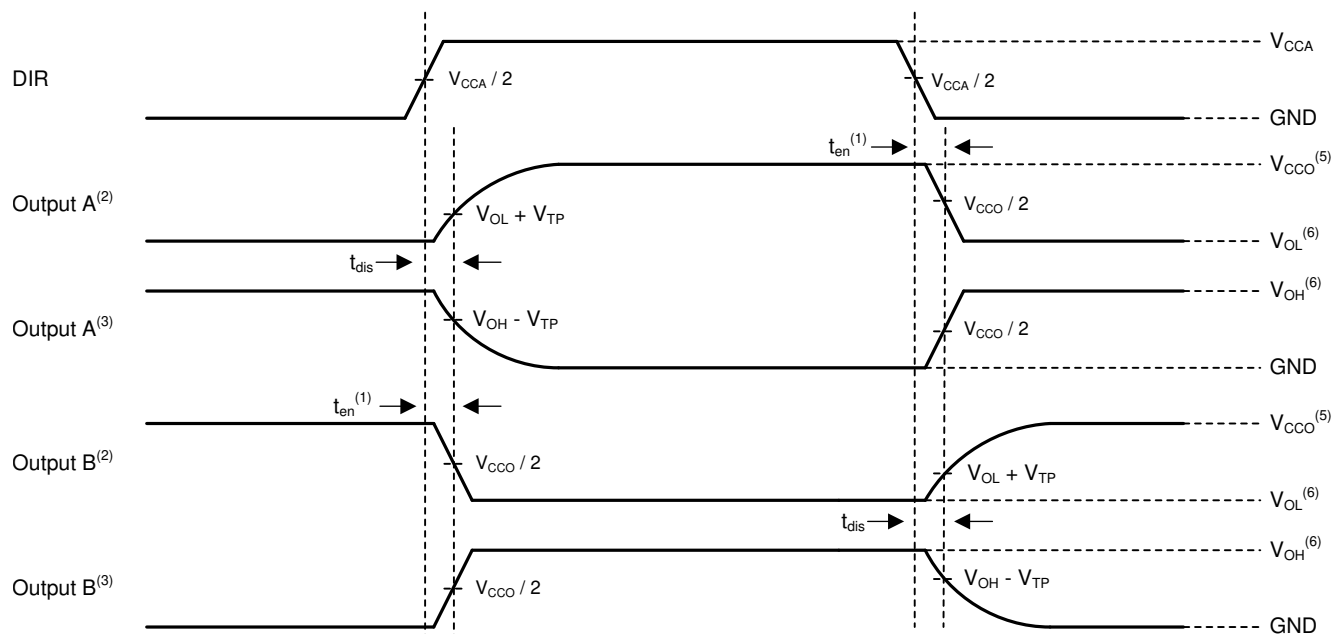 V_CCA
DIR
V_CCA / 2
V_CCA / 2
GND
t_en^(1)
V_CCO^(5)
Output A^(2)
V_OL + V_TP
V_CCO / 2
V_OL^(6)
t_dis
V_OH^(6)
Output A^(3)
V_OH - V_TP
V_CCO / 2
GND
t_en^(1)
V_CCO^(5)
Output B^(2)
V_CCO / 2
V_OL + V_TP
V_OL^(6)
t_dis
V_OH^(6)
Output B^(3)
V_CCO / 2
V_OH - V_TP
GND